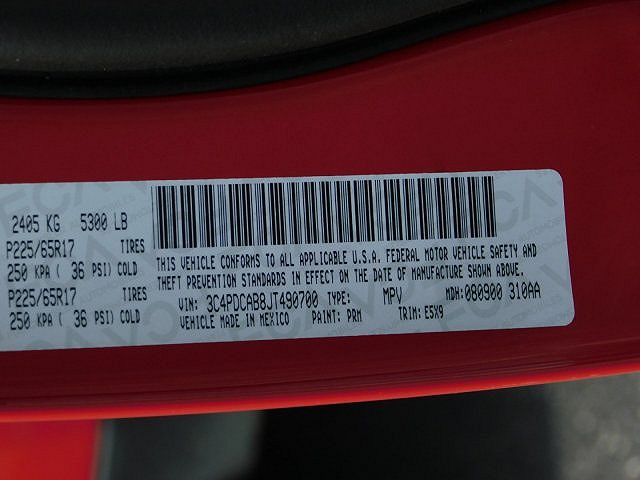 2405 KG 5300 LB
P225/65R17 TIRES
250 KPA ( 36 PSI) COLD
P225/65R17 TIRES
250 KPA ( 36 PSI) COLD
THIS VEHICLE CONFORMS TO ALL APPLICABLE U.S.A. FEDERAL MOTOR VEHICLE SAFETY AND
THEFT PREVENTION STANDARDS IN EFFECT ON THE DATE OF MANUFACTURE SHOWN ABOVE.
VIN: 3C4PDCAB8JT490700 TYPE: MPV MDH: 080900 310AA
VEHICLE MADE IN MEXICO PAINT: PRM TRIM: E5X9